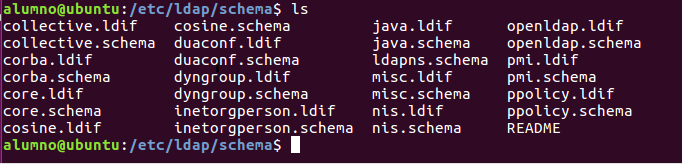 alumno@ubuntu:/etc/ldap/schema$ ls
collective.ldif cosine.schema java.ldif openldap.ldif
collective.schema duaconf.ldif java.schema openldap.schema
corba.ldif duaconf.schema ldapns.schema pmi.ldif
corba.schema dyngroup.ldif misc.ldif pmi.schema
core.ldif dyngroup.schema misc.schema ppolicy.ldif
core.schema inetorgperson.ldif nis.ldif ppolicy.schema
cosine.ldif inetorgperson.schema nis.schema README
alumno@ubuntu:/etc/ldap/schema$